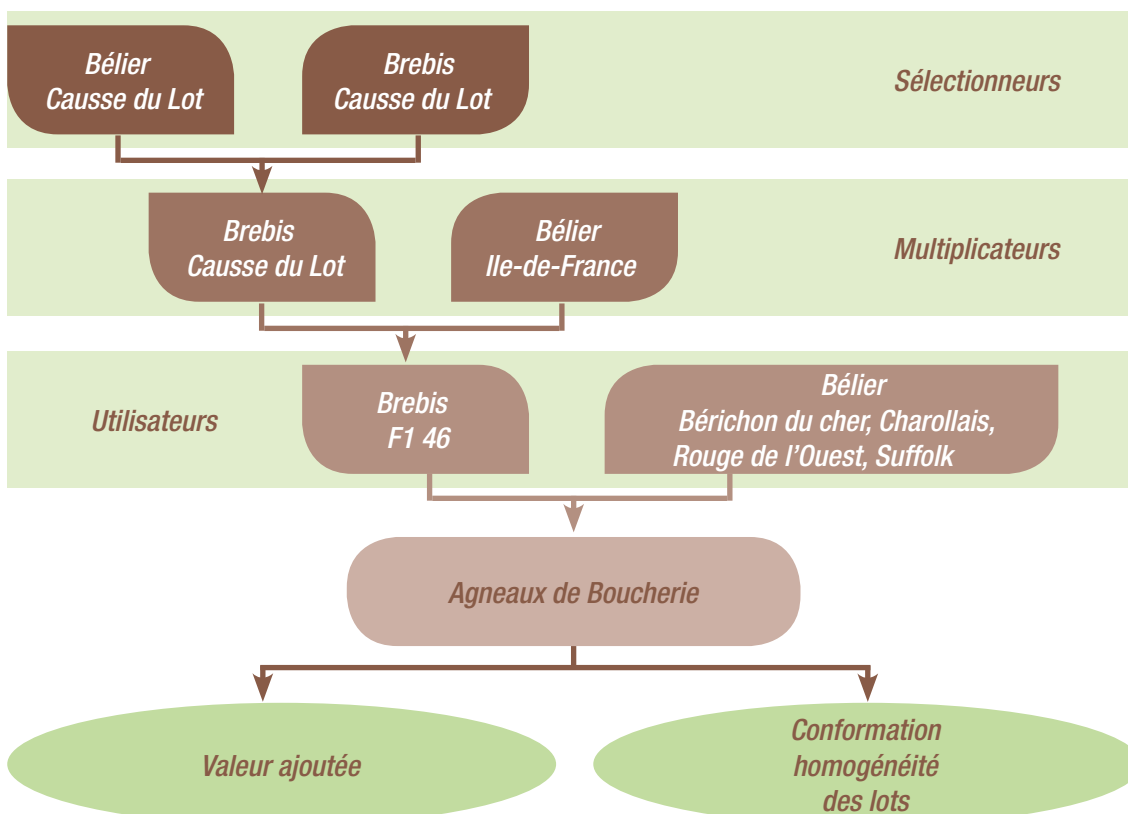 Bélier
Causse du Lot
Brebis
Causse du Lot
Sélectionneurs
Brebis
Causse du Lot
Bélier
Ile-de-France
Multiplicateurs
Utilisateurs
Brebis
F1 46
Bélier
Bérichon du cher, Charollais,
Rouge de l'Ouest, Suffolk
Agneaux de Boucherie
Valeur ajoutée
Conformation
homogénéité
des lots